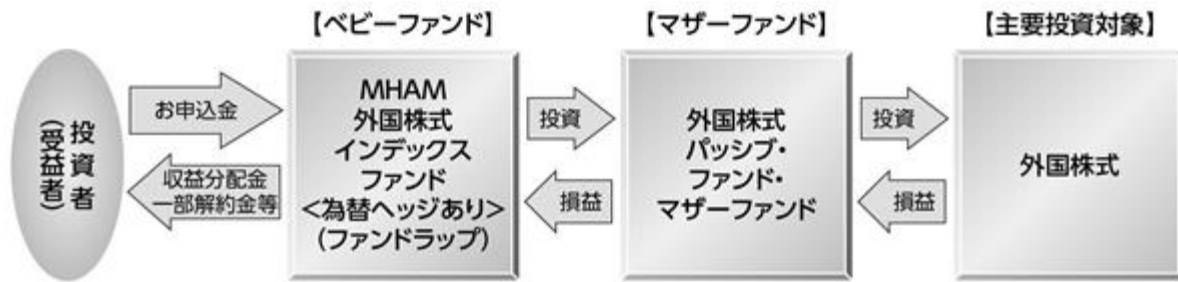 【ベビーファンド】
【マザーファンド】
【主要投資対象】
投資者
(受益者)
お申込金
収益分配金
一部解約金等
MHAM
外国株式
インデックス
ファンド
<為替ヘッジあり>
(ファンドラップ)
投資
損益
外国株式
パッシブ・
ファンド・
マザーファンド
投資
損益
外国株式